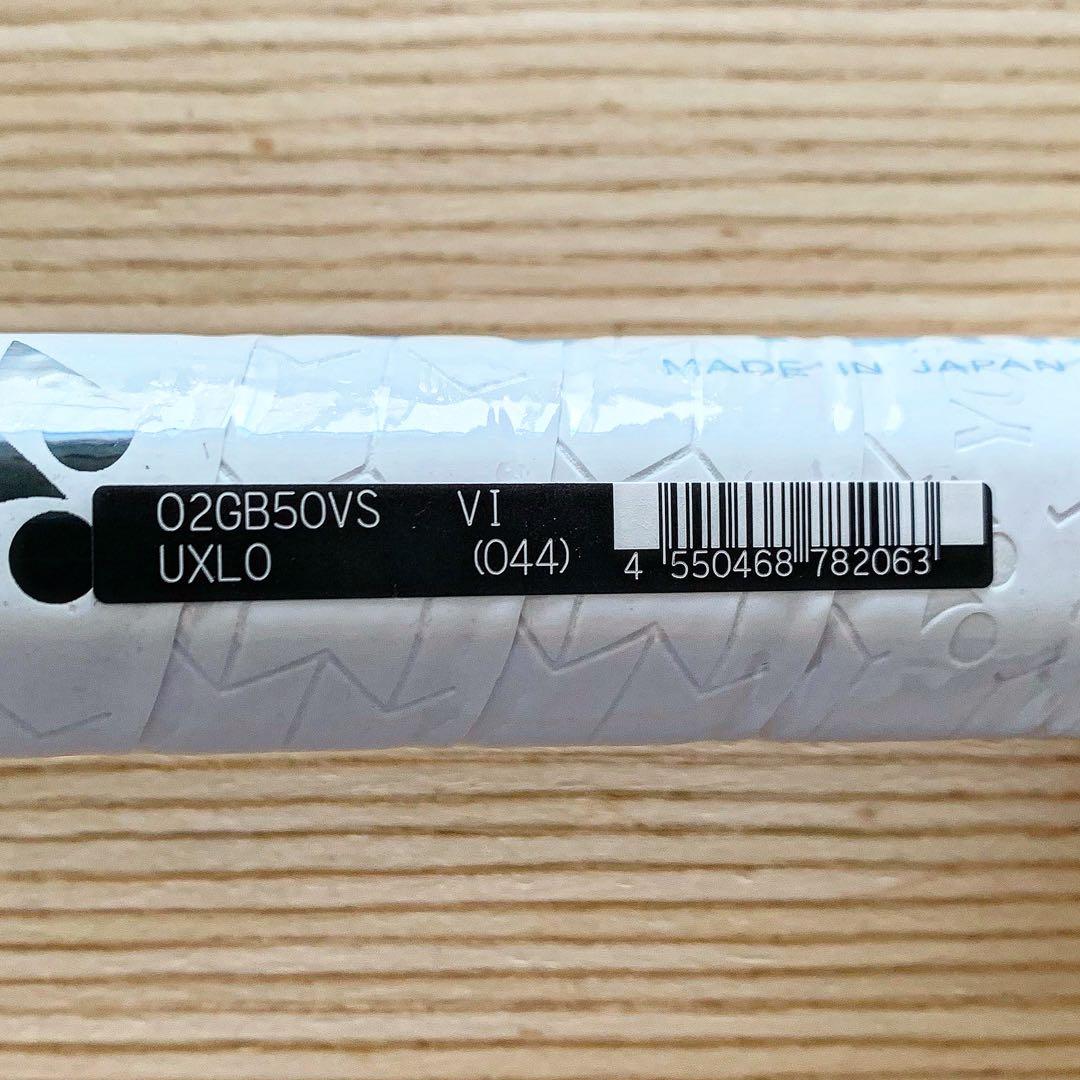 MADE IN JAPAN
02GB50VS VI
UXL0 (044)
4 550468 782063